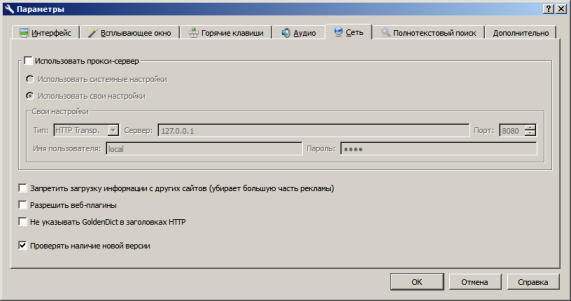 Параметры
Интерфейс Всплывающее окно Горячие клавиши Аудио Сеть Полнотекстовый поиск Дополнительно
Использовать прокси-сервер
Использовать системные настройки
Использовать свои настройки
Свои настройки
Тип: HTTP Transp. Сервер: 127.0.0.1 Порт: 8080
Имя пользователя: local Пароль: ●●●●
Запретить загрузку информации с других сайтов (убирает большую часть рекламы)
Разрешить веб-плагины
Не указывать GoldenDict в заголовках HTTP
Проверять наличие новой версии
OK Отмена Справка